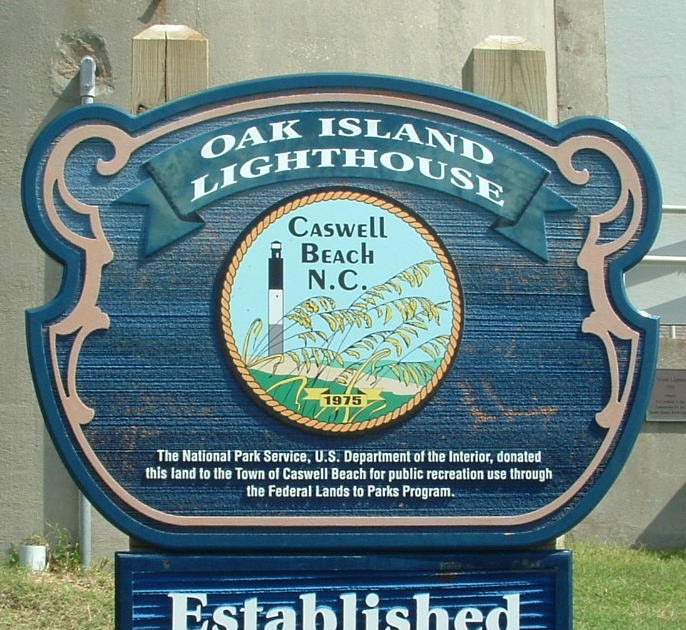 OAK ISLAND
LIGHTHOUSE
CASWELL
BEACH
N.C.
1975
The National Park Service, U.S. Department of the Interior, donated
this land to the Town of Caswell Beach for public recreation use through
the Federal Lands to Parks Program.
Established